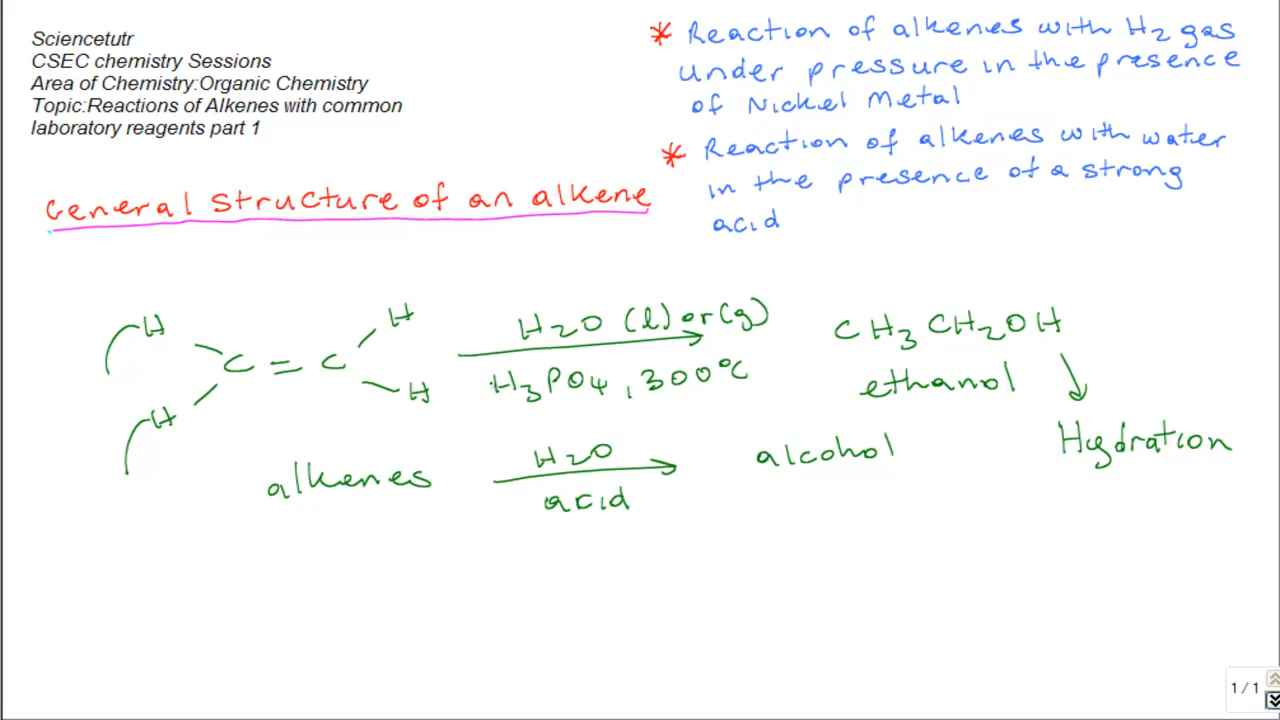 Sciencetutr
CSEC chemistry Sessions
Area of Chemistry:Organic Chemistry
Topic:Reactions of Alkenes with common
laboratory reagents part 1
* Reaction of alkenes with H2 gas
under pressure in the presence
of Nickel Metal
* Reaction of alkenes with water
in the presence of a strong
acid
General structure of an alkene
H H
C = C
H H
H2O (l) or (g)
H3PO4, 300°C
CH3CH2OH
ethanol
Hydration
alkenes
H2O
acid
alcohol
1 / 1